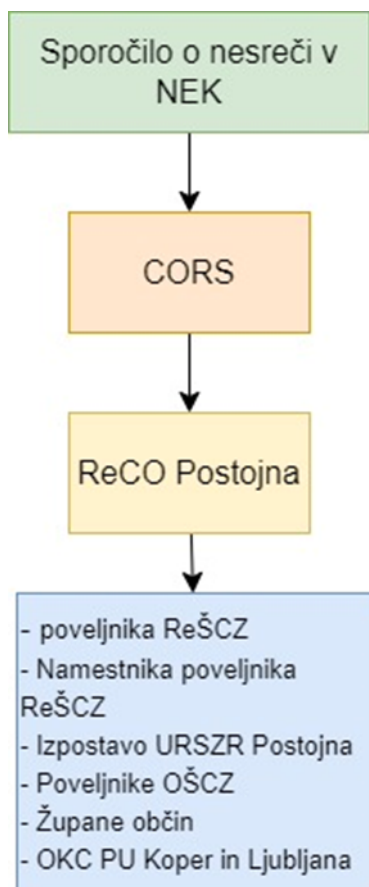 Sporočilo o nesreči v
NEK
CORS
ReCO Postojna
- poveljnika ReŠCZ
- Namestnika poveljnika
ReŠCZ
- Izpostavo URSZR Postojna
- Poveljnike OŠCZ
- Župane občin
- OKC PU Koper in Ljubljana